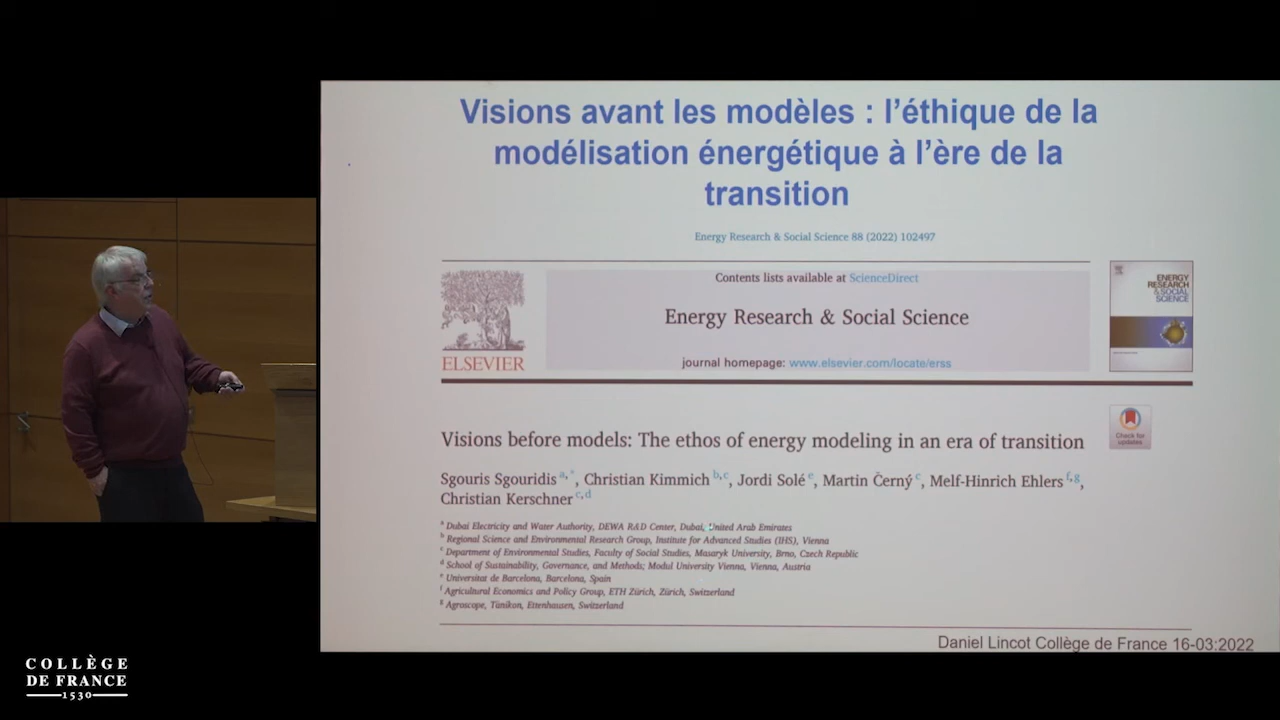 Visions avant les modèles : l'éthique de la
modélisation énergétique à l'ère de la
transition
Energy Research & Social Science 88 (2022) 102497
Contents lists available at ScienceDirect
Energy Research & Social Science
journal homepage: www.elsevier.com/locate/erss
ELSEVIER
ENERGY
RESEARCH
& SOCIAL
SCIENCE
Check for
updates
Visions before models: The ethos of energy modeling in an era of transition
Sgouris Sgouridis a,*, Christian Kimmich b,c, Jordi Solé e, Martin Černý c, Melf-Hinrich Ehlers f,g,
Christian Kerschner c,d
a Dubai Electricity and Water Authority, DEWA R&D Center, Dubai, United Arab Emirates
b Regional Science and Environmental Research Group, Institute for Advanced Studies (IHS), Vienna
c Department of Environmental Studies, Faculty of Social Studies, Masaryk University, Brno, Czech Republic
d School of Sustainability, Governance, and Methods; Modul University Vienna, Vienna, Austria
e Universitat de Barcelona, Barcelona, Spain
f Agricultural Economics and Policy Group, ETH Zürich, Zürich, Switzerland
g Agroscope, Tänikon, Ettenhausen, Switzerland
Daniel Lincot Collège de France 16-03:2022
COLLÈGE
DE FRANCE
1530